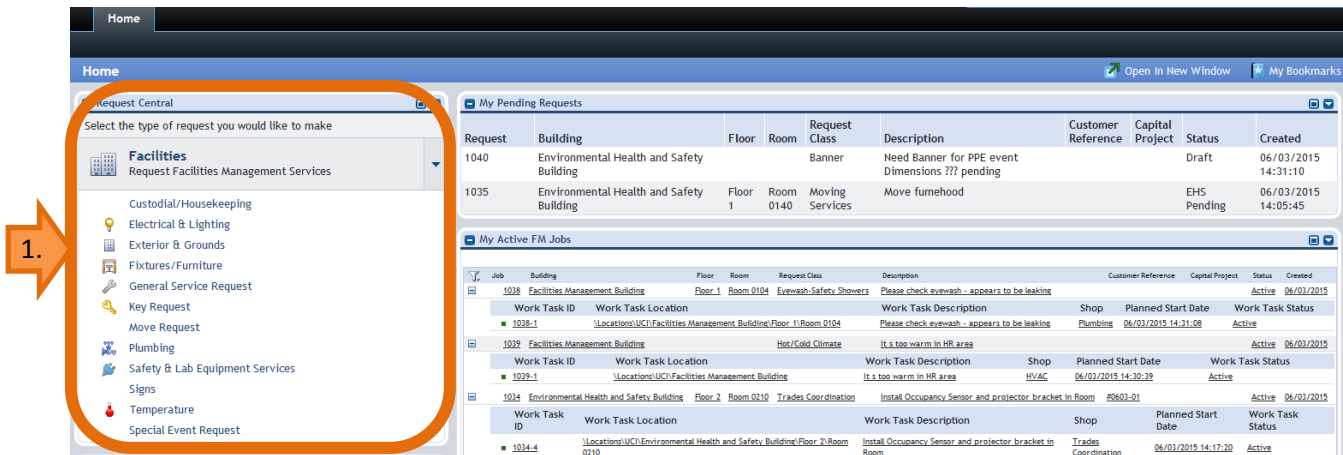 Home
Home
Open In New Window My Bookmarks
1.
Request Central
Select the type of request you would like to make
Facilities
Request Facilities Management Services
Custodial/Housekeeping
Electrical & Lighting
Exterior & Grounds
Fixtures/Furniture
General Service Request
Key Request
Move Request
Plumbing
Safety & Lab Equipment Services
Signs
Temperature
Special Event Request
My Pending Requests
Request Building Floor Room Request Class Description Customer Reference Capital Project Status Created
1040 Environmental Health and Safety Building Banner Need Banner for PPE event Dimensions ??? pending Draft 06/03/2015 14:31:10
1035 Environmental Health and Safety Building Floor 1 Room 0140 Moving Services Move fumehood EHS Pending 06/03/2015 14:05:45
My Active FM Jobs
Job Building Floor Room Request Class Description Customer Reference Capital Project Status Created
1038 Facilities Management Building Floor 1 Room 0104 Eyewash-Safety Showers Please check eyewash - appears to be leaking Active 06/03/2015
Work Task ID Work Task Location Work Task Description Shop Planned Start Date Work Task Status
1038-1 \Locations\UCI\Facilities Management Building\Floor 1\Room 0104 Please check eyewash - appears to be leaking Plumbing 06/03/2015 14:31:08 Active
1039 Facilities Management Building Hot/Cold Climate It s too warm in HR area Active 06/03/2015
Work Task ID Work Task Location Work Task Description Shop Planned Start Date Work Task Status
1039-1 \Locations\UCI\Facilities Management Building It s too warm in HR area HVAC 06/03/2015 14:30:39 Active
1034 Environmental Health and Safety Building Floor 2 Room 0210 Trades Coordination Install Occupancy Sensor and projector bracket in Room #0603-01 Active 06/03/2015
Work Task ID Work Task Location Work Task Description Shop Planned Start Date Work Task Status
1034-4 \Locations\UCI\Environmental Health and Safety Building\Floor 2\Room 0210 Install Occupancy Sensor and projector bracket in Room Trades Coordination 06/03/2015 14:17:20 Active